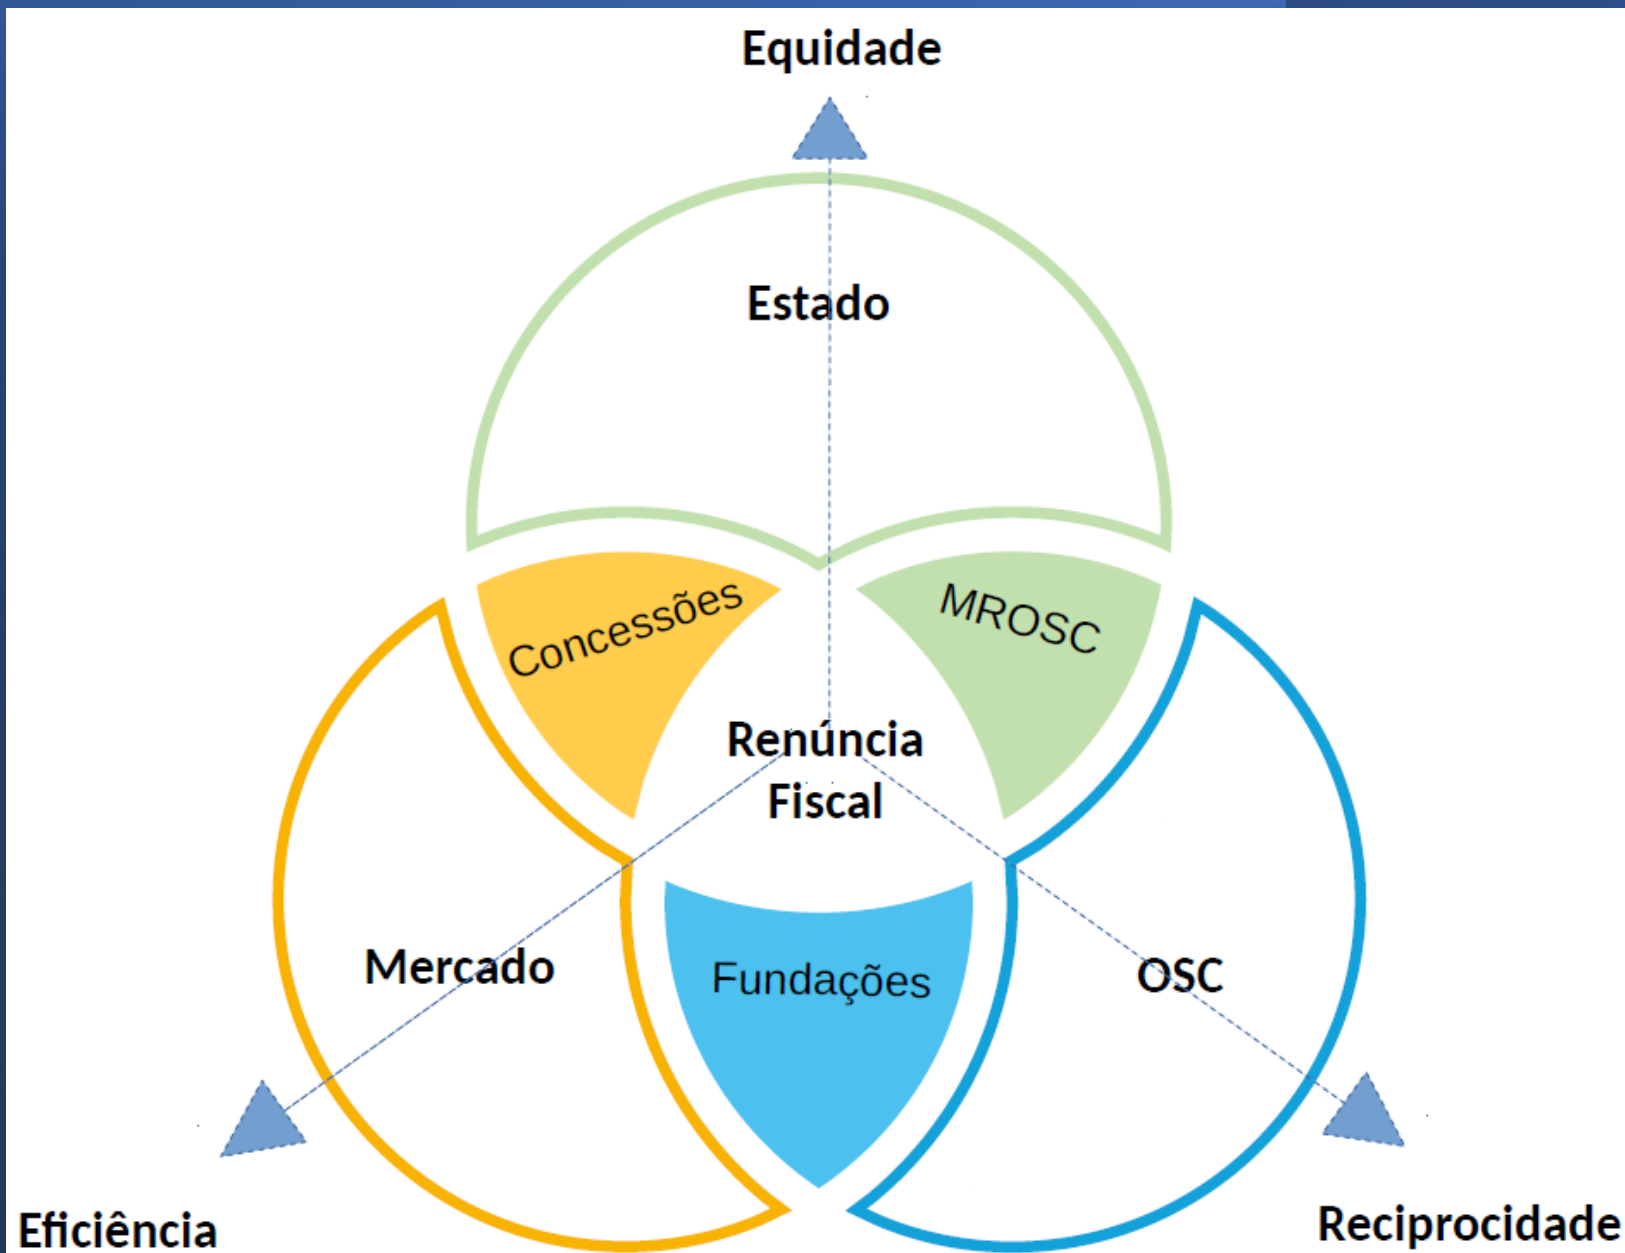 Equidade
Estado
Concessões
MROSC
Renúncia
Fiscal
Mercado
Fundações
OSC
Eficiência
Reciprocidade